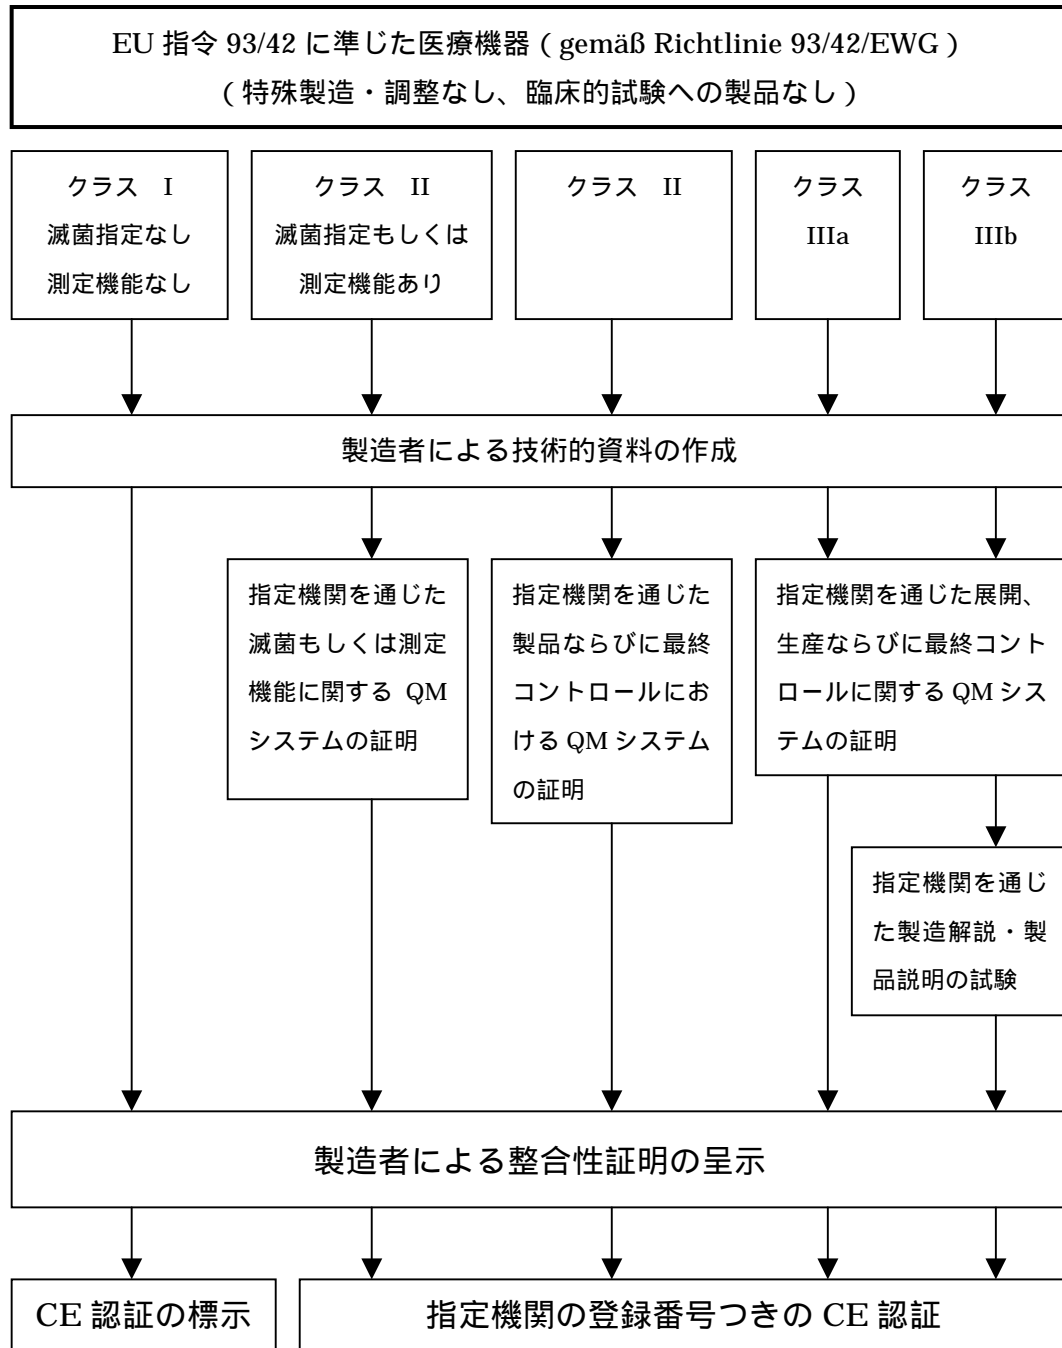 EU 指令 93/42 に準じた医療機器 ( gemäß Richtlinie 93/42/EWG )
( 特殊製造・調整なし、臨床的試験への製品なし )
クラス I
滅菌指定なし
測定機能なし
クラス II
滅菌指定もしくは
測定機能あり
クラス II
クラス
IIIa
クラス
IIIb
製造者による技術的資料の作成
指定機関を通じた
滅菌もしくは測定
機能に関する QM
システムの証明
指定機関を通じた
製品ならびに最終
コントロールにお
ける QM システム
の証明
指定機関を通じた展開、
生産ならびに最終コント
ロールに関する QM シス
テムの証明
指定機関を通じ
た製造解説・製
品説明の試験
製造者による整合性証明の呈示
CE 認証の標示
指定機関の登録番号つきの CE 認証